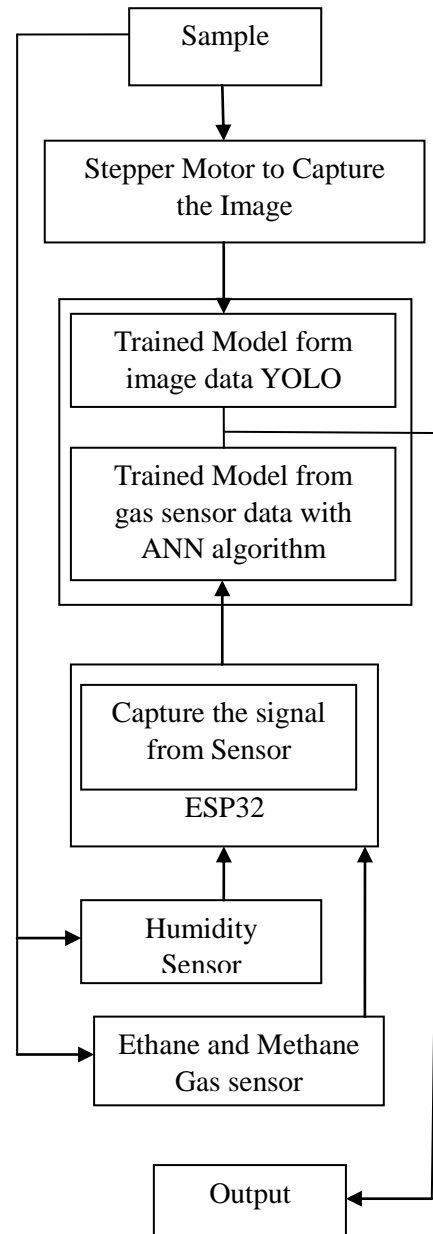 Sample
Stepper Motor to Capture
the Image
Trained Model form
image data YOLO
Trained Model from
gas sensor data with
ANN algorithm
Capture the signal
from Sensor
ESP32
Humidity
Sensor
Ethane and Methane
Gas sensor
Output